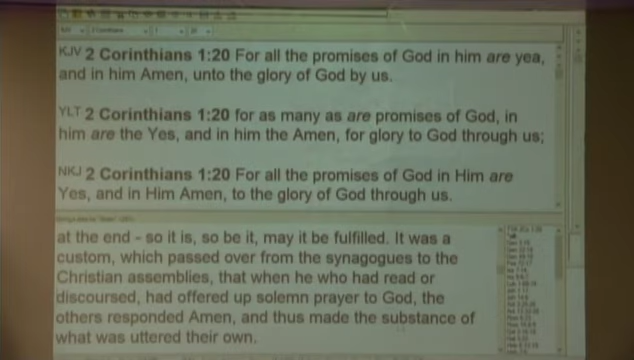 KJV 2 Corinthians 1:20 For all the promises of God in him are yea,
and in him Amen, unto the glory of God by us.
YLT 2 Corinthians 1:20 for as many as are promises of God, in
him are the Yes, and in him the Amen, for glory to God through us;
NKJ 2 Corinthians 1:20 For all the promises of God in Him are
Yes, and in Him Amen, to the glory of God through us.
at the end - so it is, so be it, may it be fulfilled. It was a
custom, which passed over from the synagogues to the
Christian assemblies, that when he who had read or
discoursed, had offered up solemn prayer to God, the
others responded Amen, and thus made the substance of
what was uttered their own.